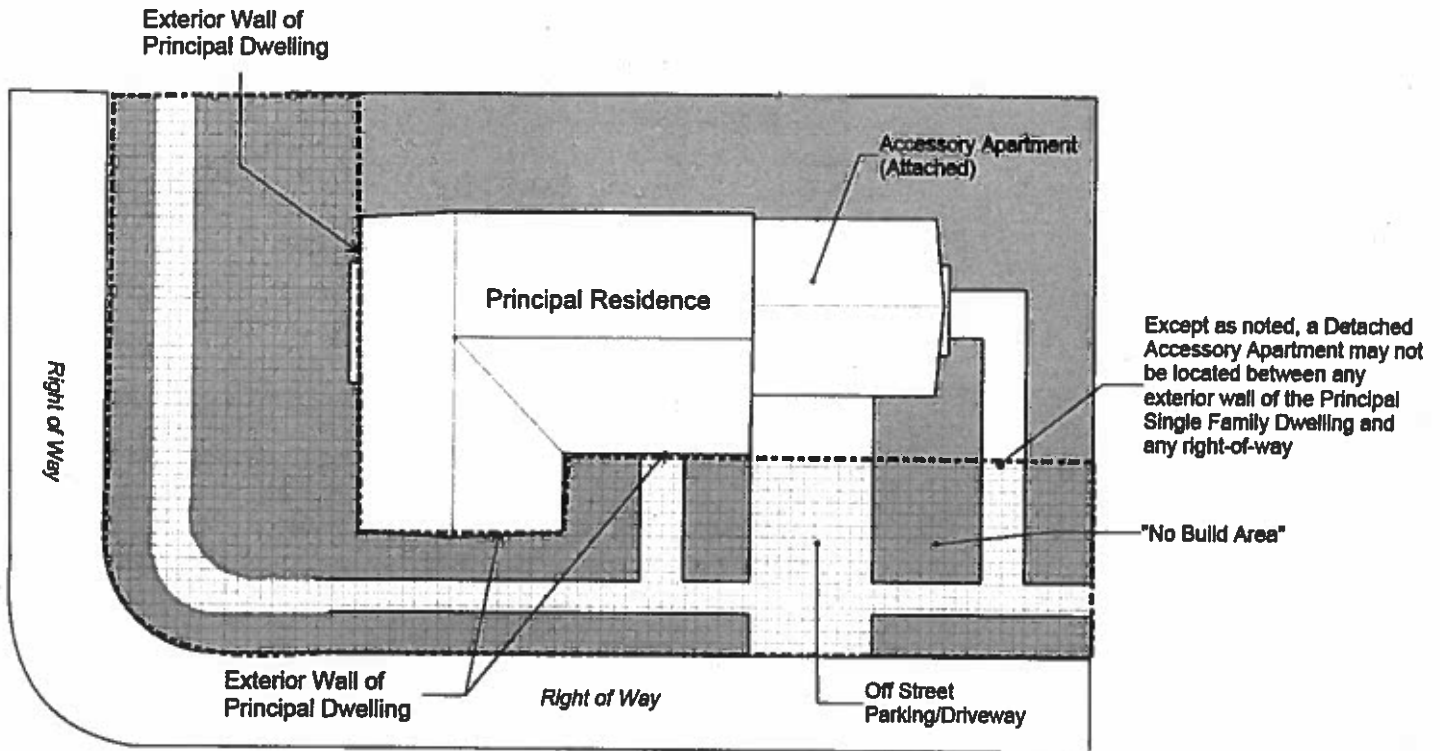 Exterior Wall of
Principal Dwelling
Accessory Apartment
(Attached)
Principal Residence
Right of Way
Except as noted, a Detached
Accessory Apartment may not
be located between any
exterior wall of the Principal
Single Family Dwelling and
any right-of-way
"No Build Area"
Exterior Wall of
Principal Dwelling
Right of Way
Off Street
Parking/Driveway